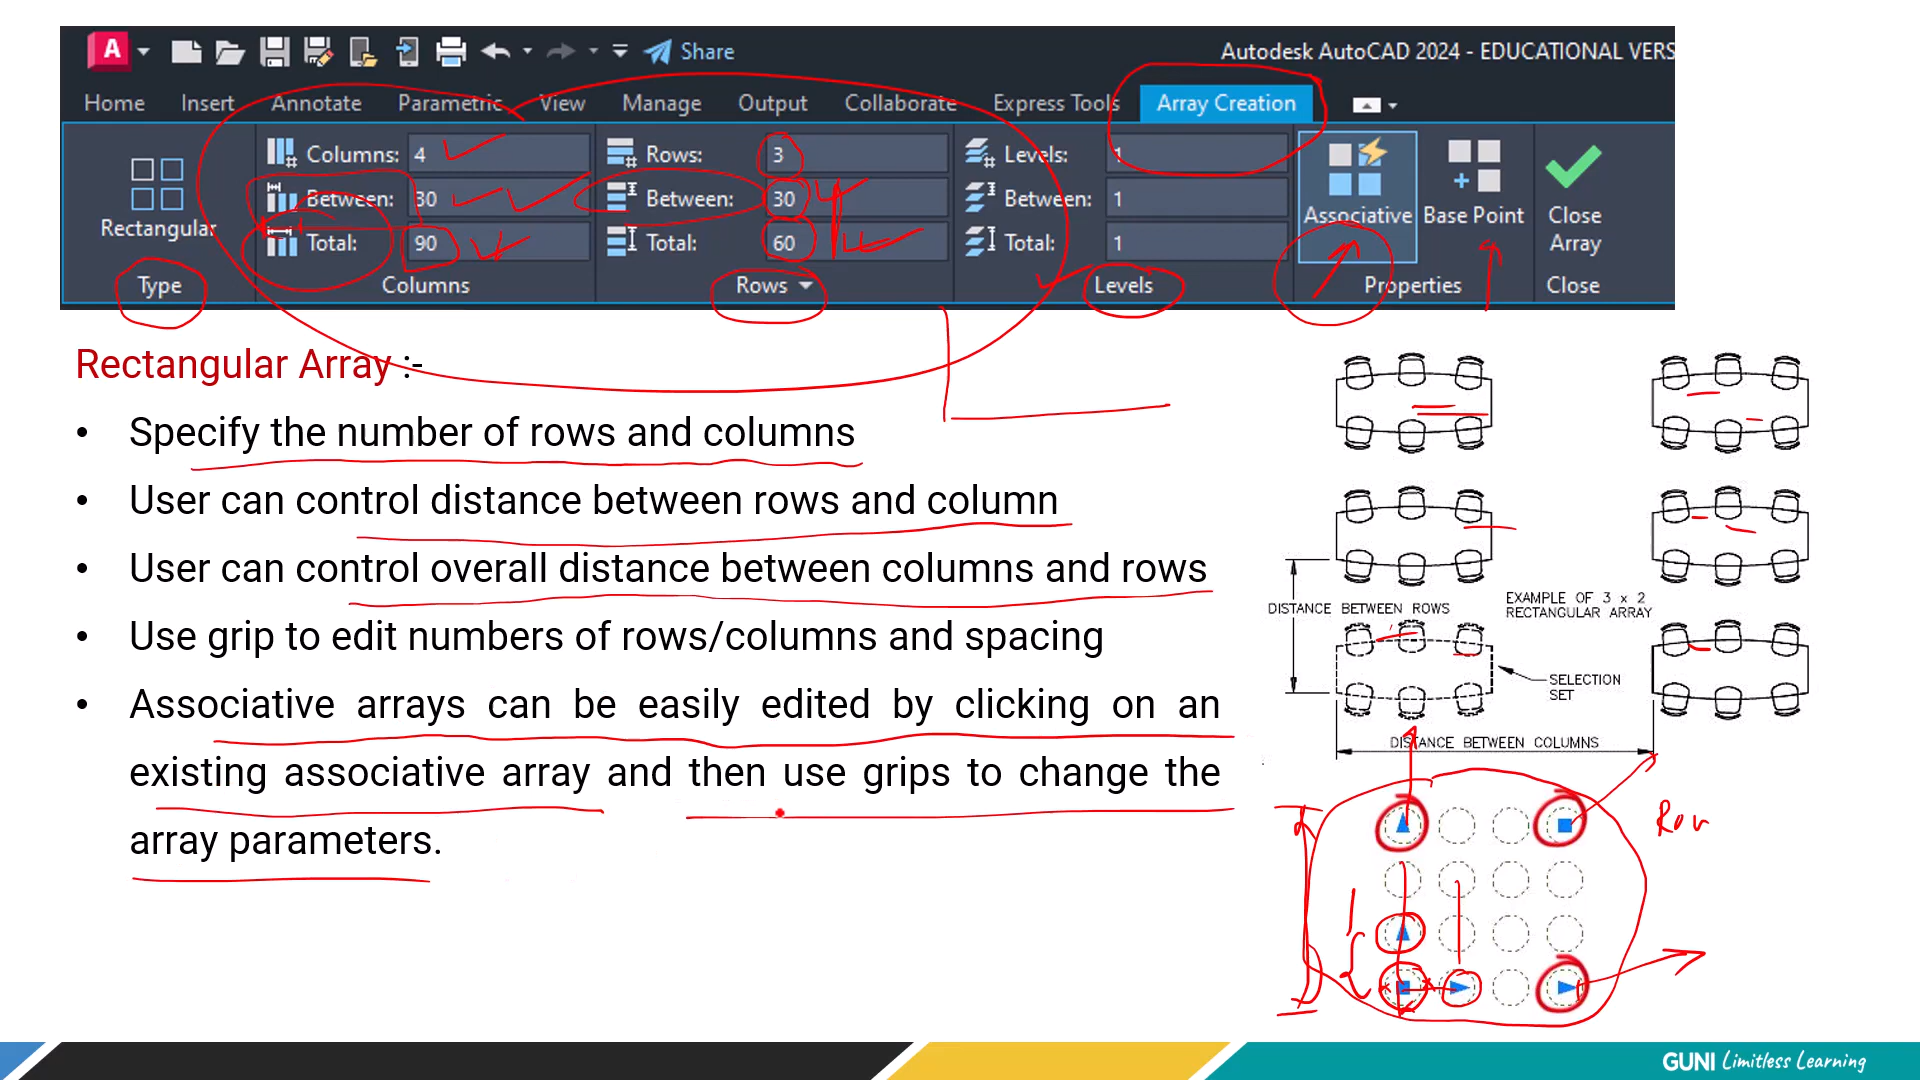 A Share Autodesk AutoCAD 2024 - EDUCATIONAL VERS
Home Insert Annotate Parametric View Manage Output Collaborate Express Tools Array Creation
Columns: 4 Rows: 3 Levels: 1
Between: 30 Between: 30 Between: 1
Total: 90 Total: 60 Total: 1
Rectangular Associative Base Point Close Array
Type Columns Rows Levels Properties Close
Rectangular Array :-
• Specify the number of rows and columns
• User can control distance between rows and column
• User can control overall distance between columns and rows
• Use grip to edit numbers of rows/columns and spacing
• Associative arrays can be easily edited by clicking on an
existing associative array and then use grips to change the
array parameters.
DISTANCE BETWEEN ROWS
EXAMPLE OF 3 x 2
RECTANGULAR ARRAY
SELECTION
SET
DISTANCE BETWEEN COLUMNS
Row
GUNI Limitless Learning